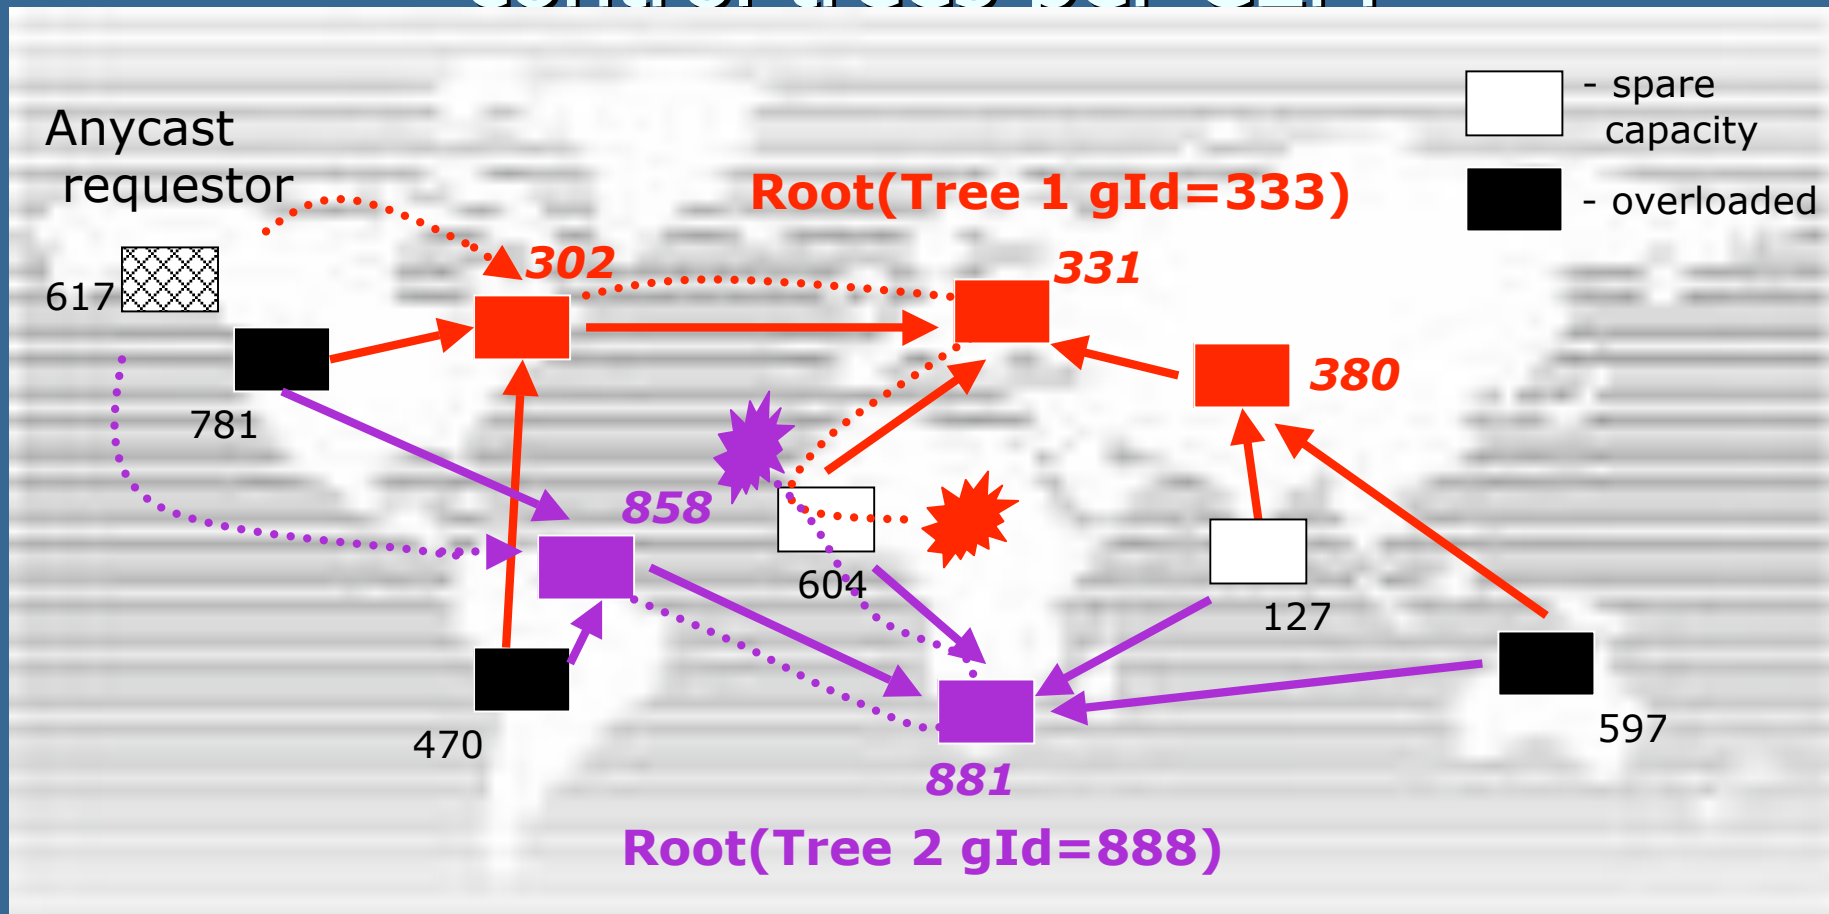 - spare
capacity
- overloaded
Anycast
requestor
Root(Tree 1 gId=333)
302
331
617
380
781
858
604
127
470
597
881
Root(Tree 2 gId=888)